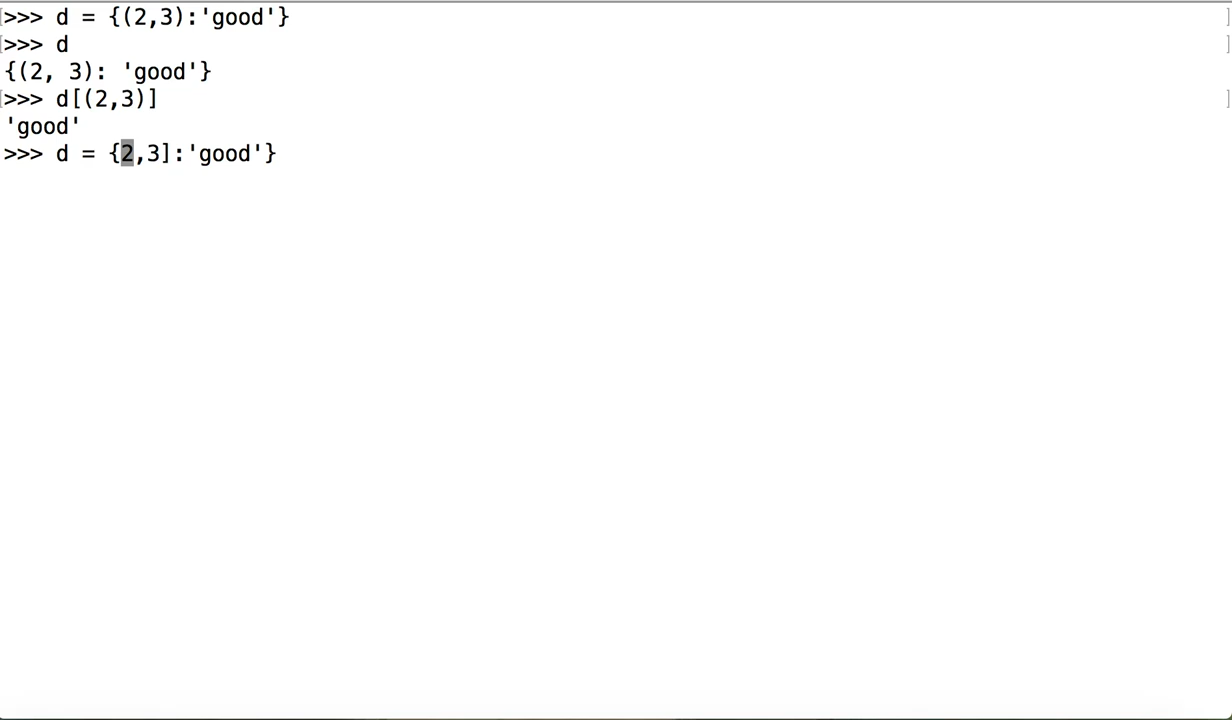 >>> d = {(2,3):'good'}
>>> d
{(2, 3): 'good'}
>>> d[(2,3)]
'good'
>>> d = {2,3]:'good'}